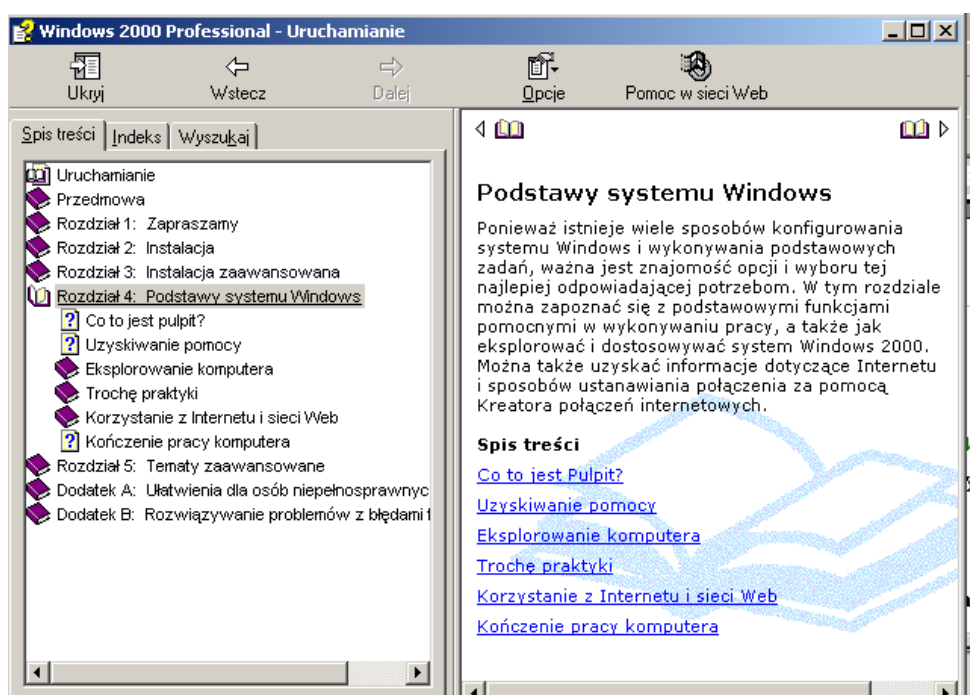 Windows 2000 Professional - Uruchamianie
Ukryj Wstecz Dalej Opcje Pomoc w sieci Web
Spis treści Indeks Wyszukaj
Uruchamianie
Przedmowa
Rozdział 1: Zapraszamy
Rozdział 2: Instalacja
Rozdział 3: Instalacja zaawansowana
Rozdział 4: Podstawy systemu Windows
Co to jest pulpit?
Uzyskiwanie pomocy
Eksplorowanie komputera
Trochę praktyki
Korzystanie z Internetu i sieci Web
Kończenie pracy komputera
Rozdział 5: Tematy zaawansowane
Dodatek A: Ułatwienia dla osób niepełnosprawnyc
Dodatek B: Rozwiązywanie problemów z błędami
Podstawy systemu Windows
Ponieważ istnieje wiele sposobów konfigurowania
systemu Windows i wykonywania podstawowych
zadań, ważna jest znajomość opcji i wyboru tej
najlepiej odpowiadającej potrzebom. W tym rozdziale
można zapoznać się z podstawowymi funkcjami
pomocnymi w wykonywaniu pracy, a także jak
eksplorować i dostosowywać system Windows 2000.
Można także uzyskać informacje dotyczące Internetu
i sposobów ustanawiania połączenia za pomocą
Kreatora połączeń internetowych.
Spis treści
Co to jest Pulpit?
Uzyskiwanie pomocy
Eksplorowanie komputera
Trochę praktyki
Korzystanie z Internetu i sieci Web
Kończenie pracy komputera